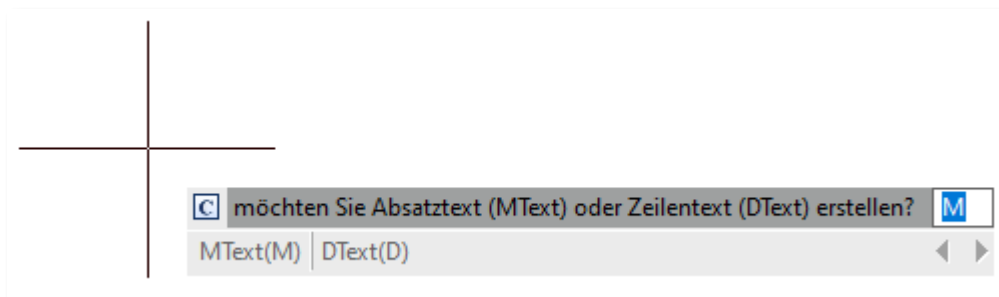 C möchten Sie Absatztext (MText) oder Zeilentext (DText) erstellen? M
MText(M) DText(D)